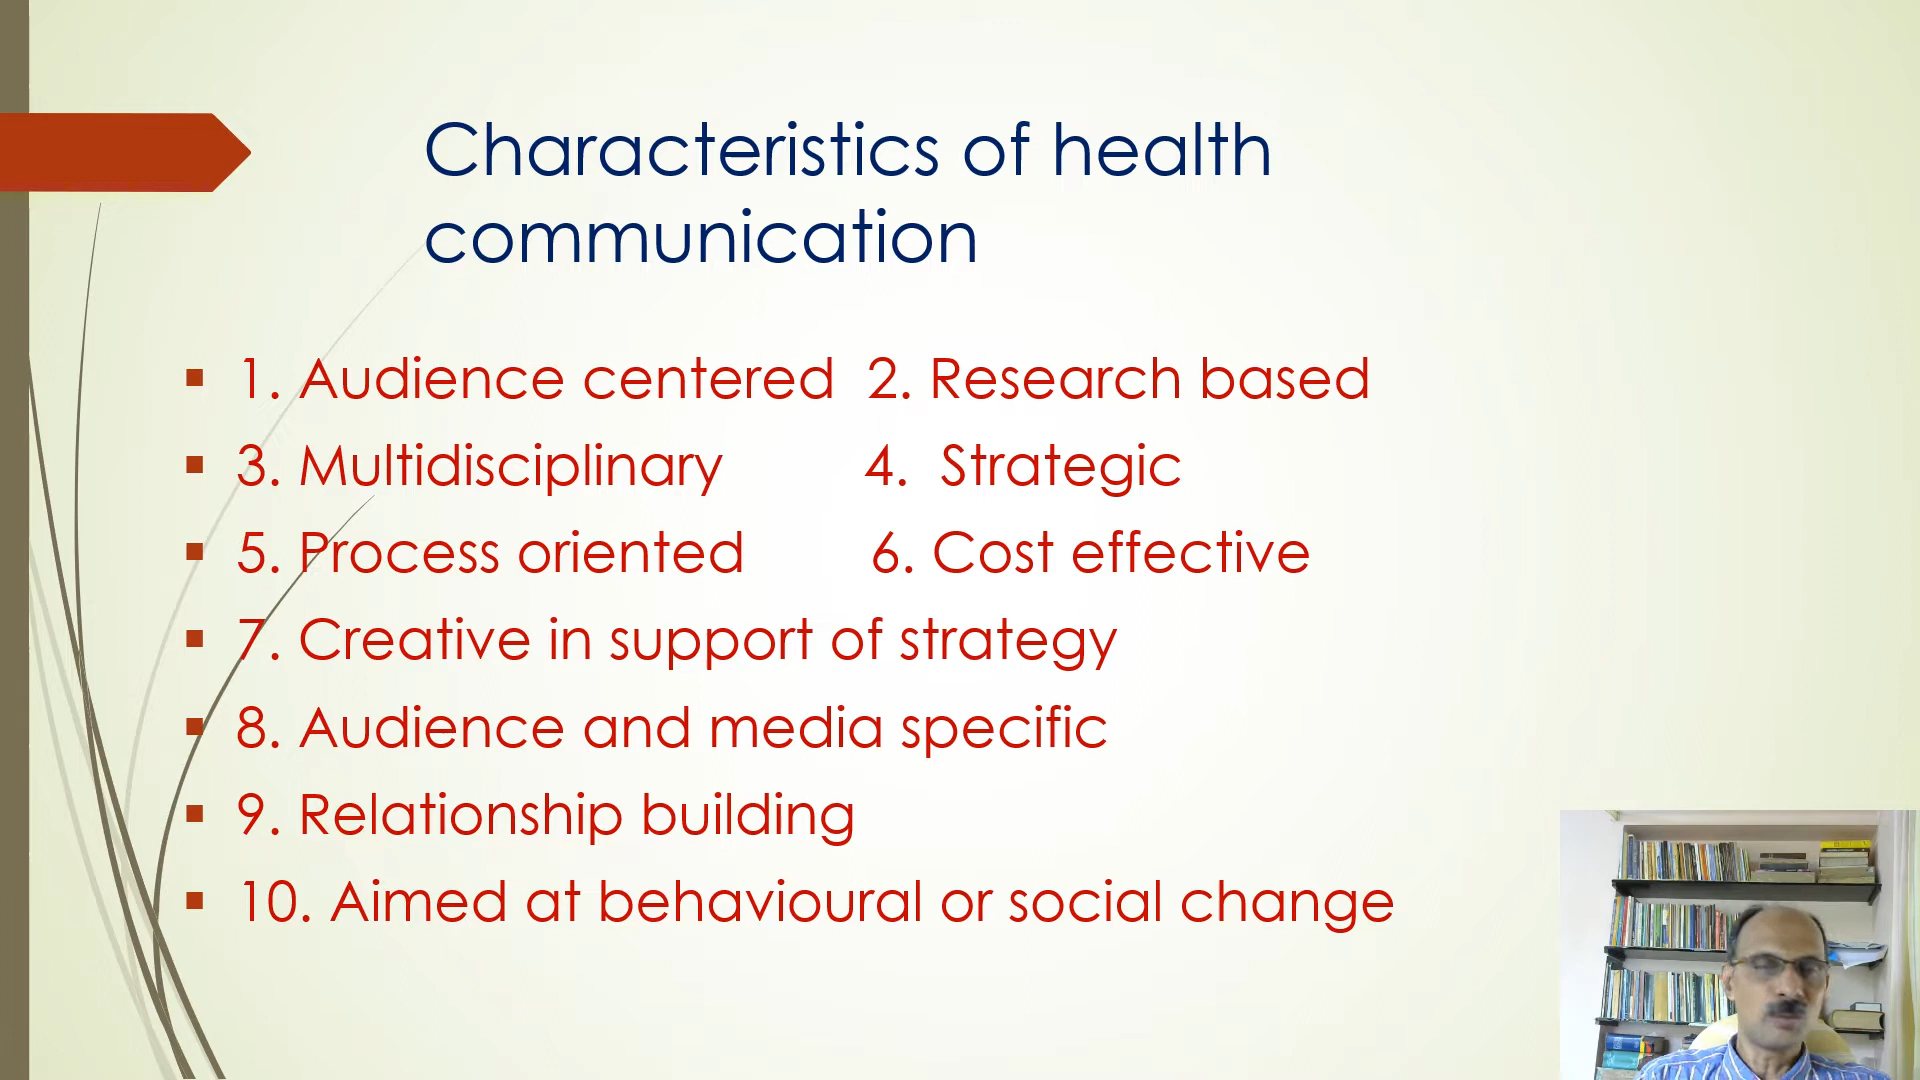 Characteristics of health
communication
1. Audience centered 2. Research based
3. Multidisciplinary 4. Strategic
5. Process oriented 6. Cost effective
7. Creative in support of strategy
8. Audience and media specific
9. Relationship building
10. Aimed at behavioural or social change